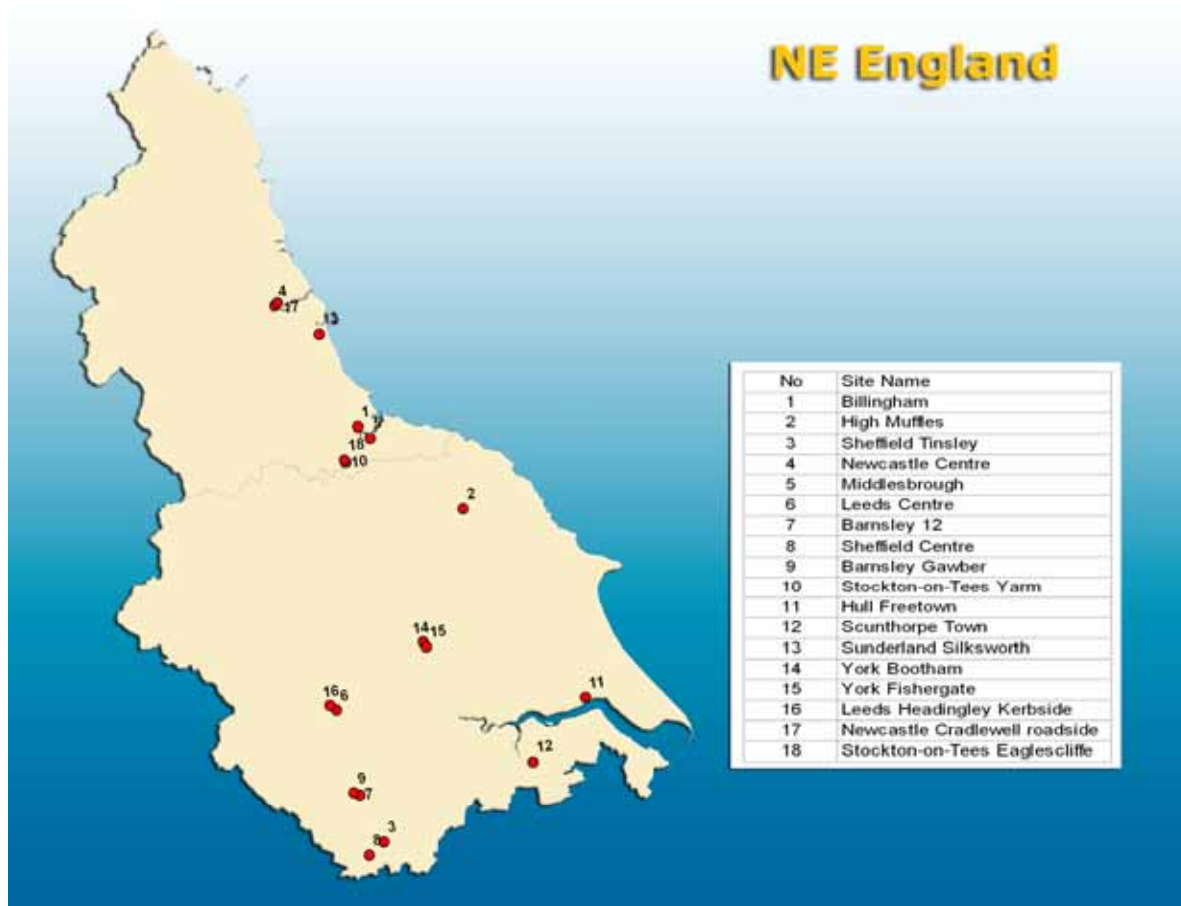 NE England
4
17
13
1
18
10
2
14
15
16
6
11
12
9
7
3
8
No Site Name
1 Billingham
2 High Muffles
3 Sheffield Tinsley
4 Newcastle Centre
5 Middlesbrough
6 Leeds Centre
7 Barnsley 12
8 Sheffield Centre
9 Barnsley Gawber
10 Stockton-on-Tees Yarm
11 Hull Freetown
12 Scunthorpe Town
13 Sunderland Silksworth
14 York Bootham
15 York Fishergate
16 Leeds Headingley Kerbside
17 Newcastle Cradlewell roadside
18 Stockton-on-Tees Eaglescliffe